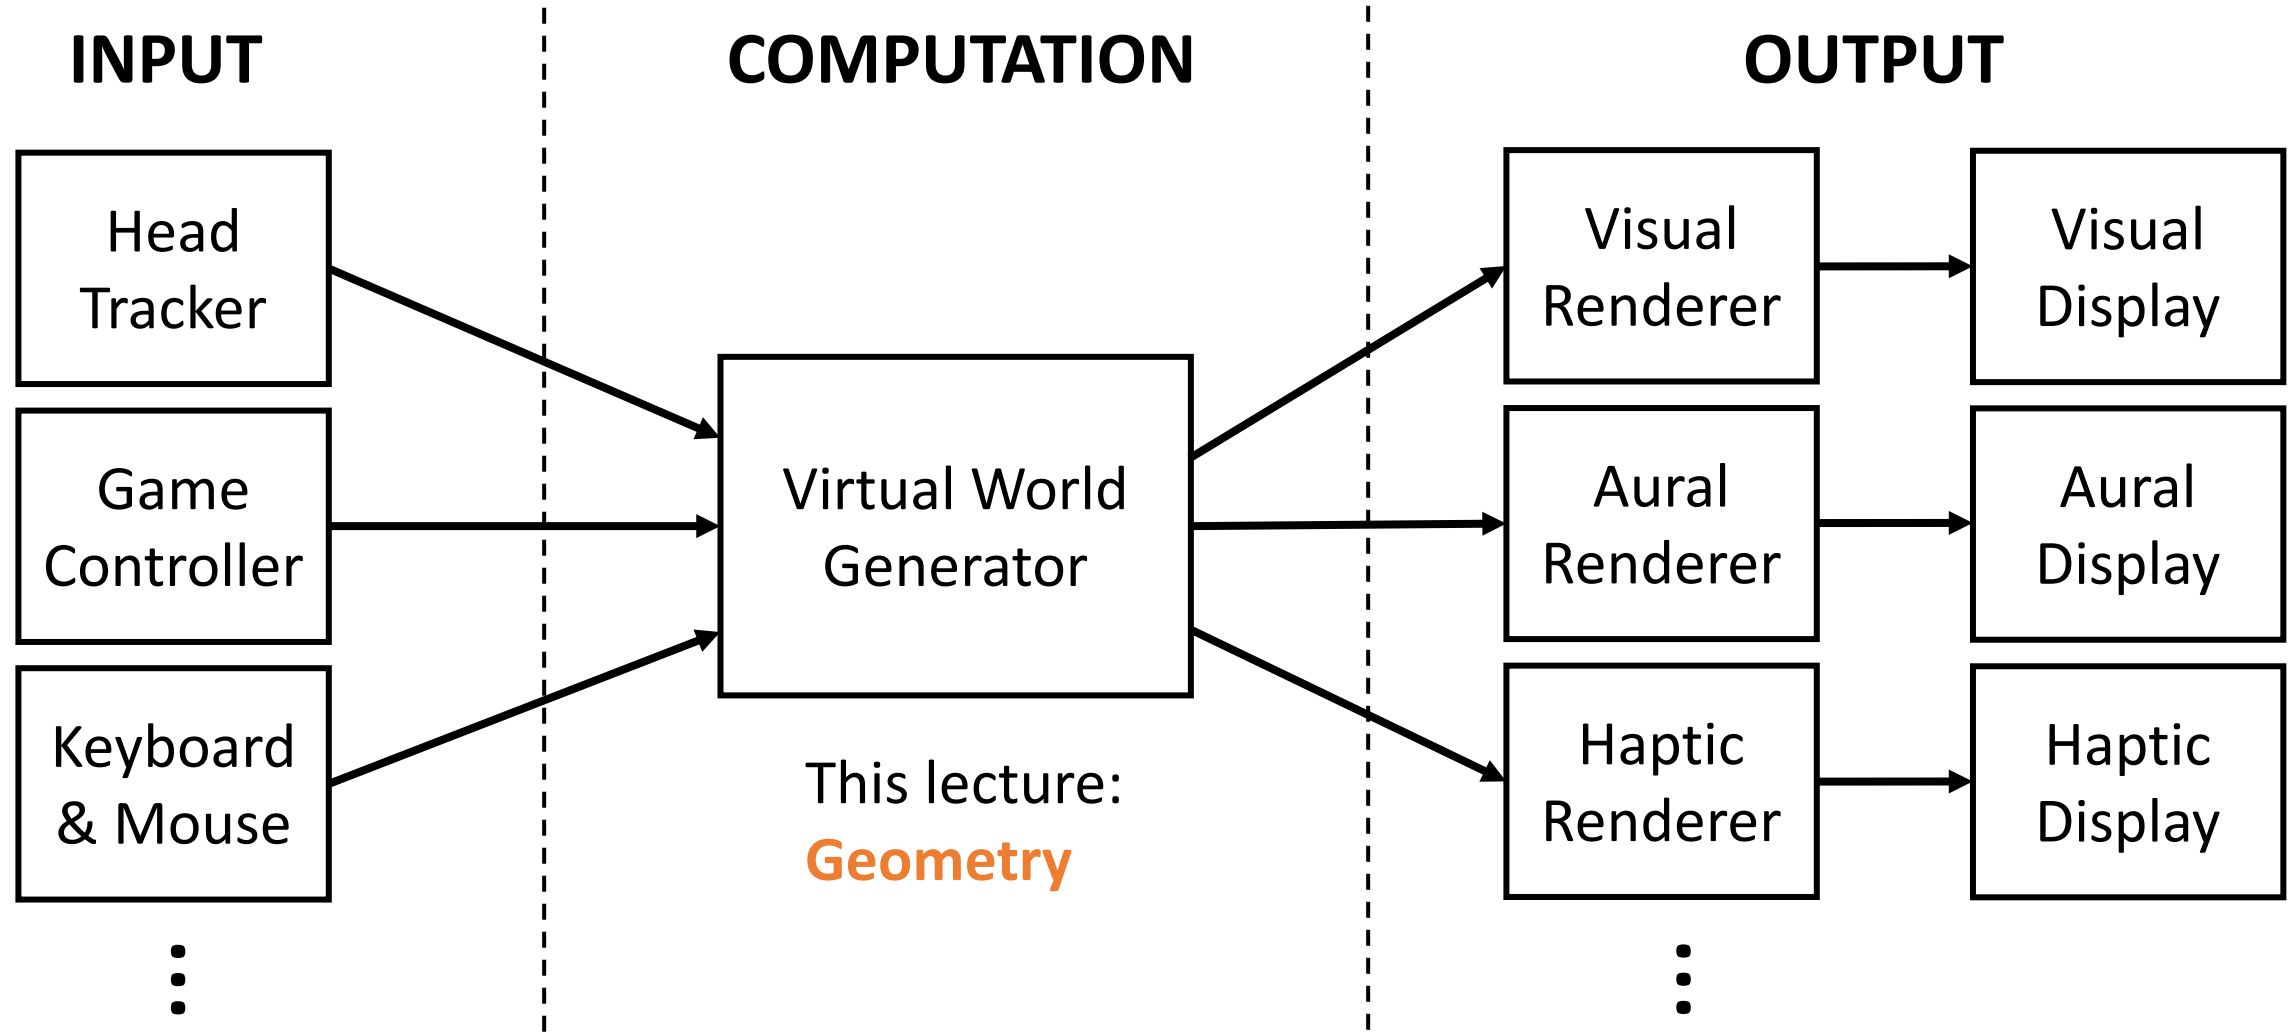 INPUT
COMPUTATION
OUTPUT
Head
Tracker
Game
Controller
Keyboard
& Mouse
Virtual World
Generator
This lecture:
Geometry
Visual
Renderer
Visual
Display
Aural
Renderer
Aural
Display
Haptic
Renderer
Haptic
Display